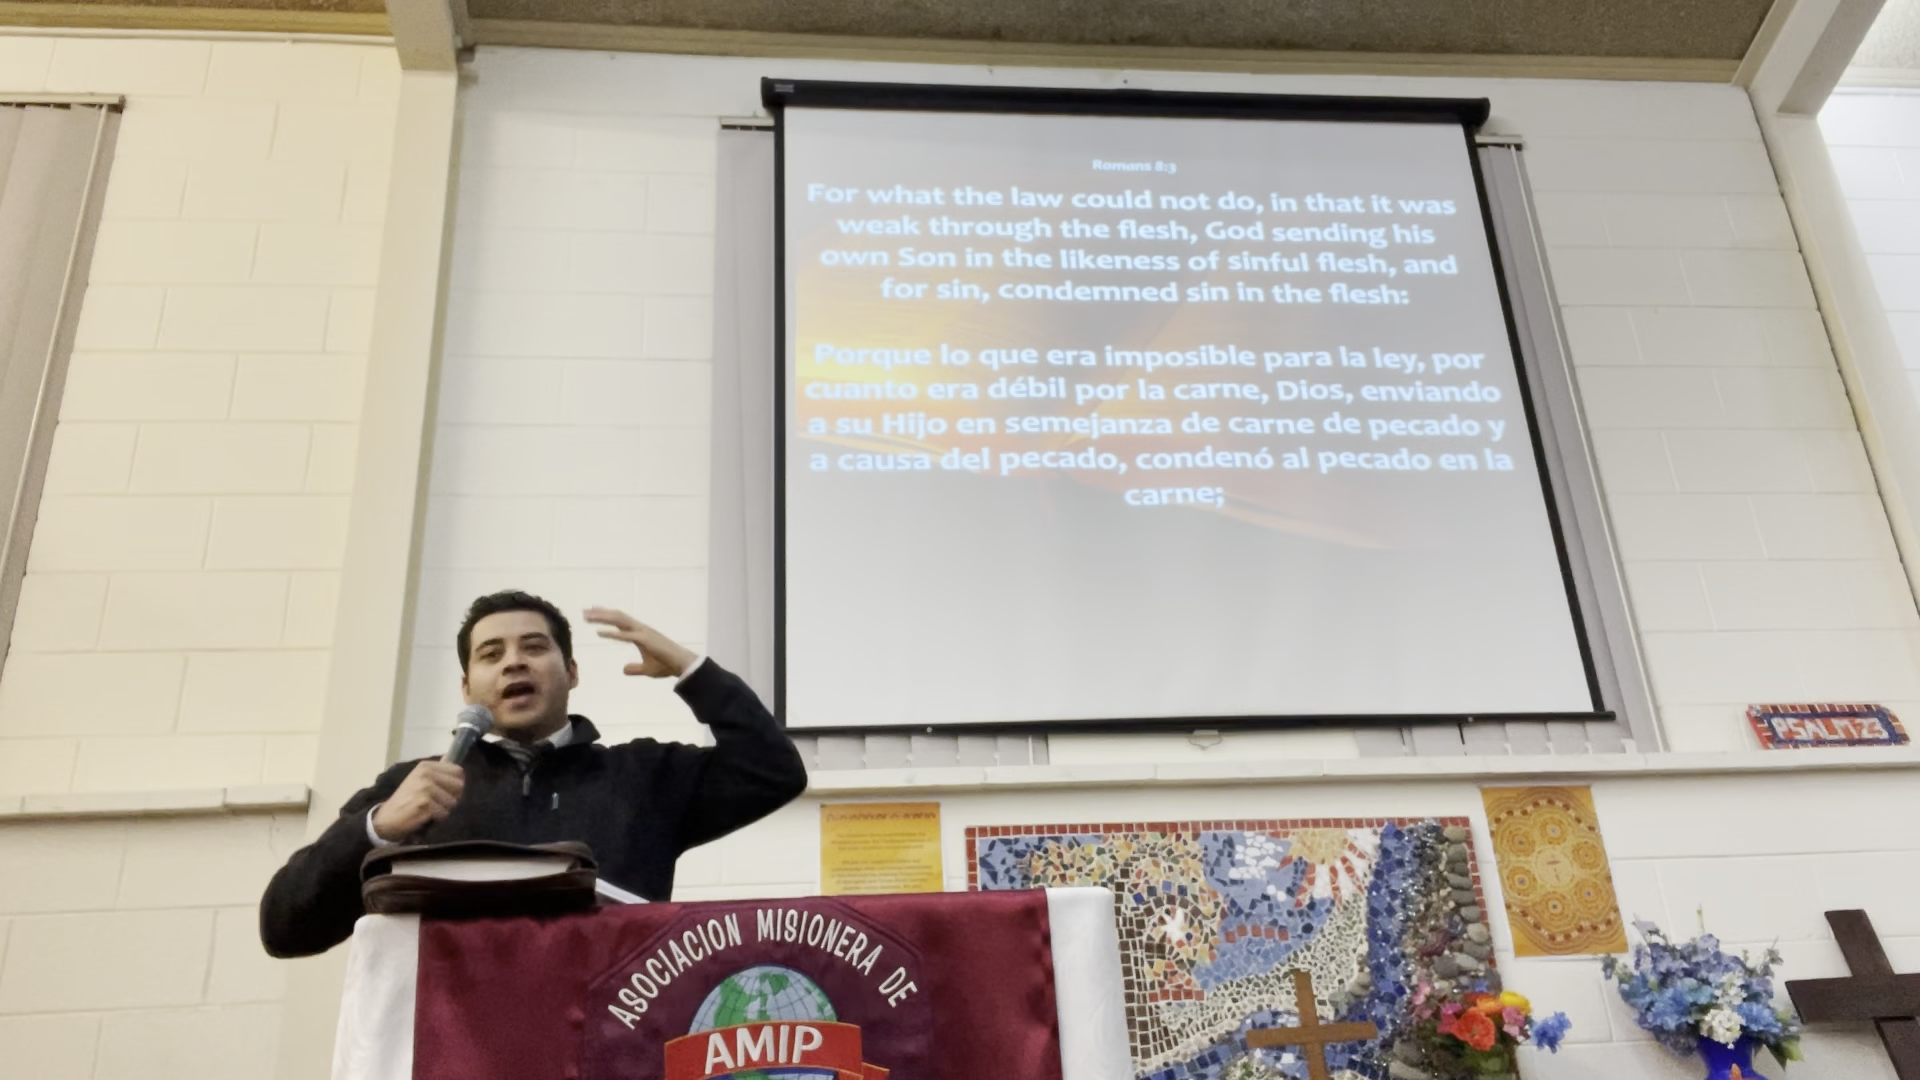 Romans 8:3
For what the law could not do, in that it was
weak through the flesh, God sending his
own Son in the likeness of sinful flesh, and
for sin, condemned sin in the flesh:
Porque lo que era imposible para la ley, por
cuanto era débil por la carne, Dios, enviando
a su Hijo en semejanza de carne de pecado y
a causa del pecado, condenó al pecado en la
carne;
PSALM 23
ASOCIACION MISIONERA DE
AMIP